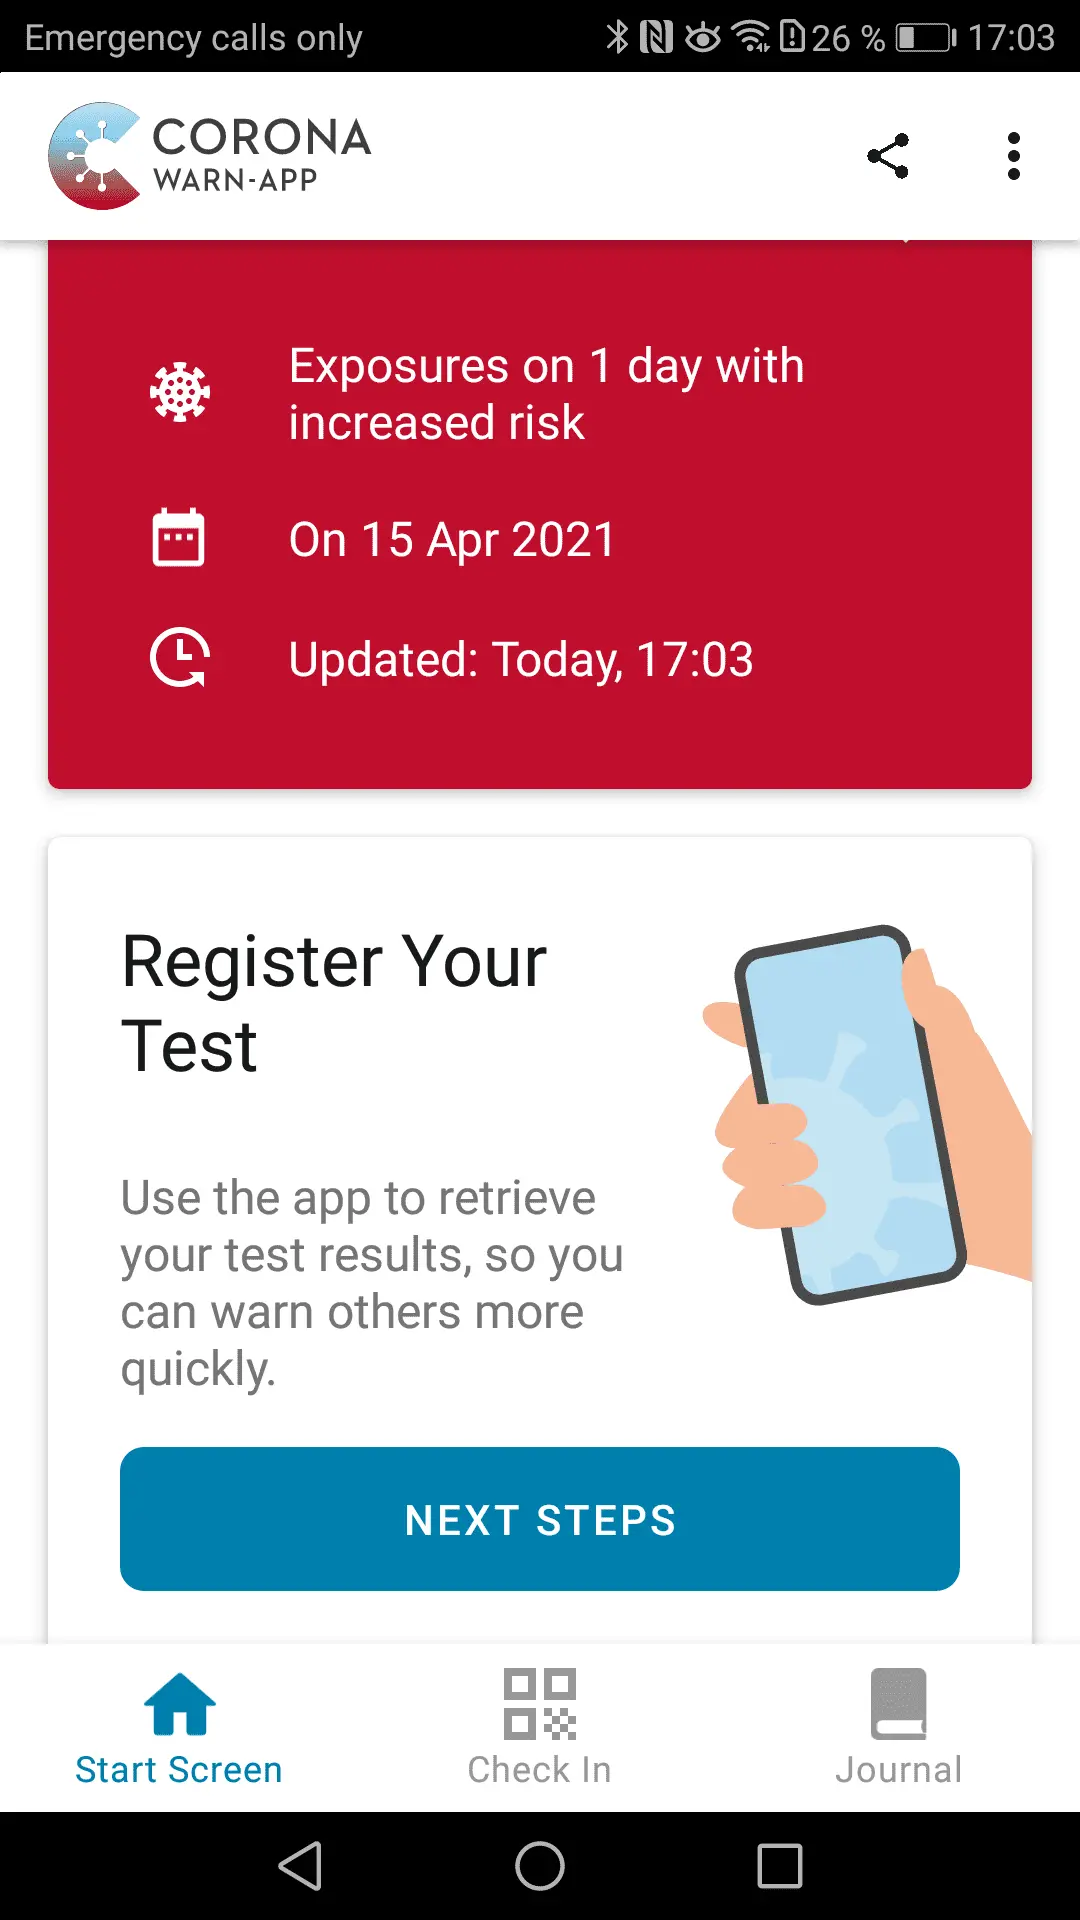 Emergency calls only 26 % 17:03
CORONA
WARN-APP
Exposures on 1 day with
increased risk
On 15 Apr 2021
Updated: Today, 17:03
Register Your
Test
Use the app to retrieve
your test results, so you
can warn others more
quickly.
NEXT STEPS
Start Screen Check In Journal